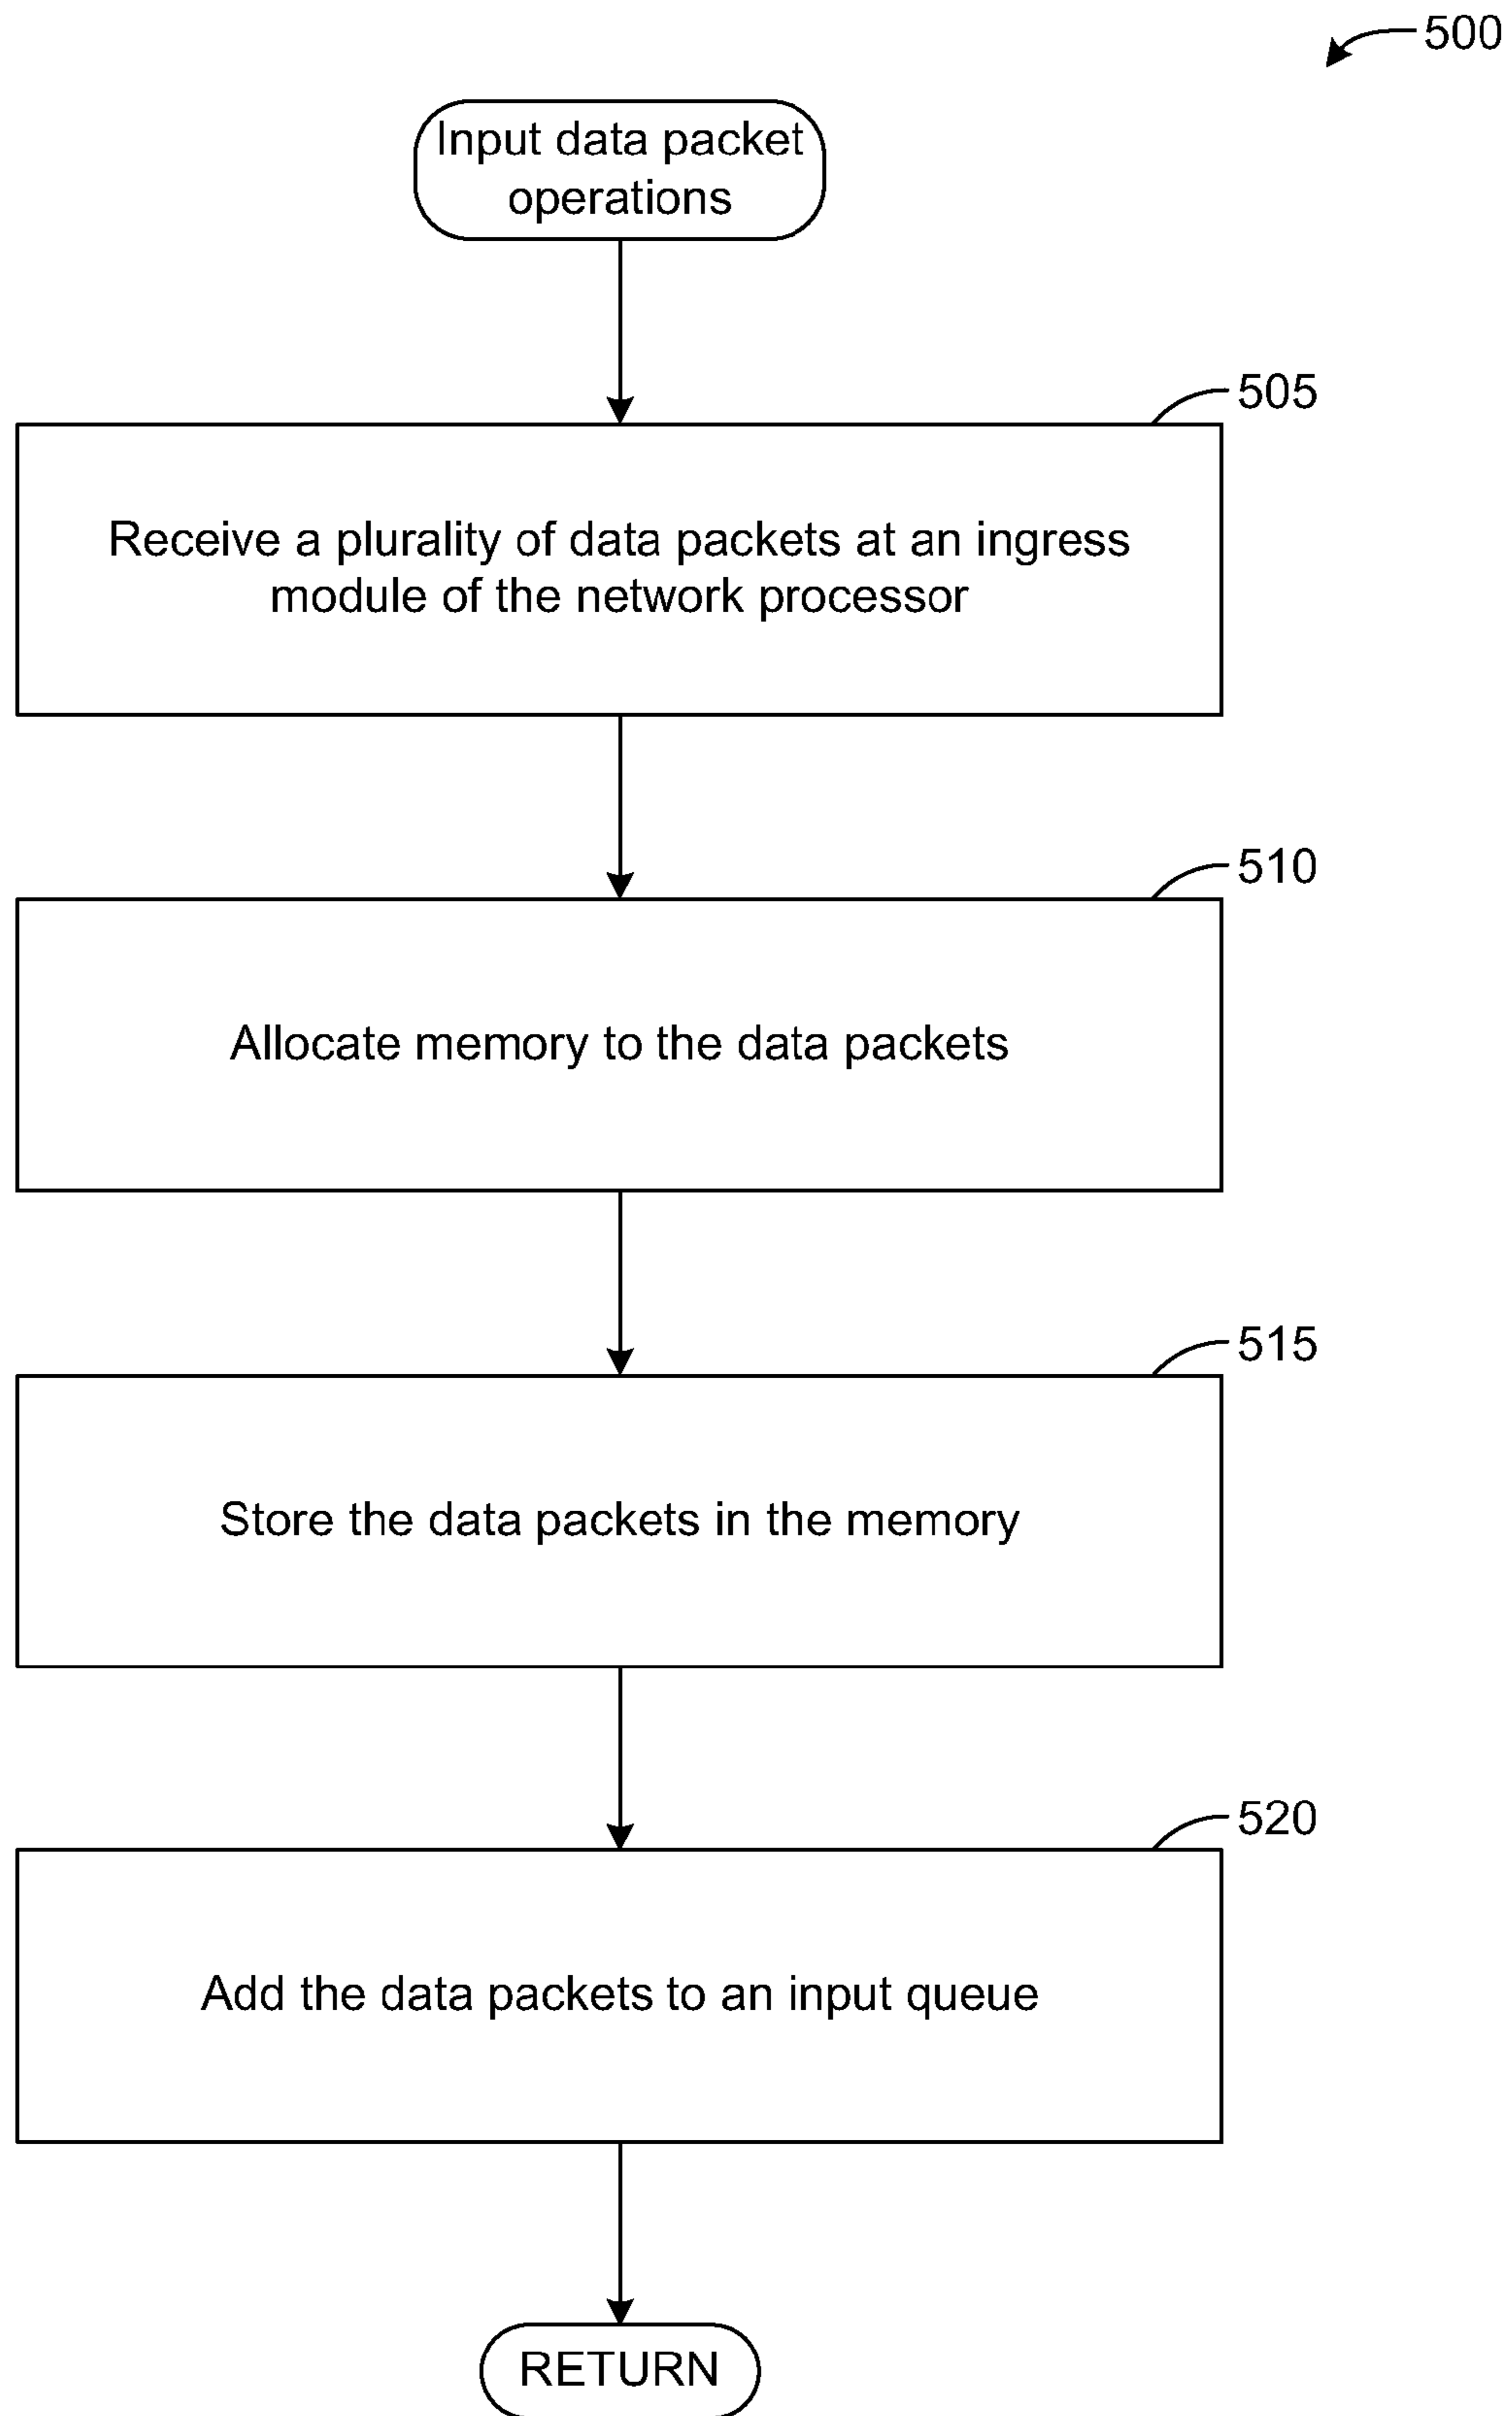 500
Input data packet
operations
505
Receive a plurality of data packets at an ingress
module of the network processor
510
Allocate memory to the data packets
515
Store the data packets in the memory
520
Add the data packets to an input queue
RETURN